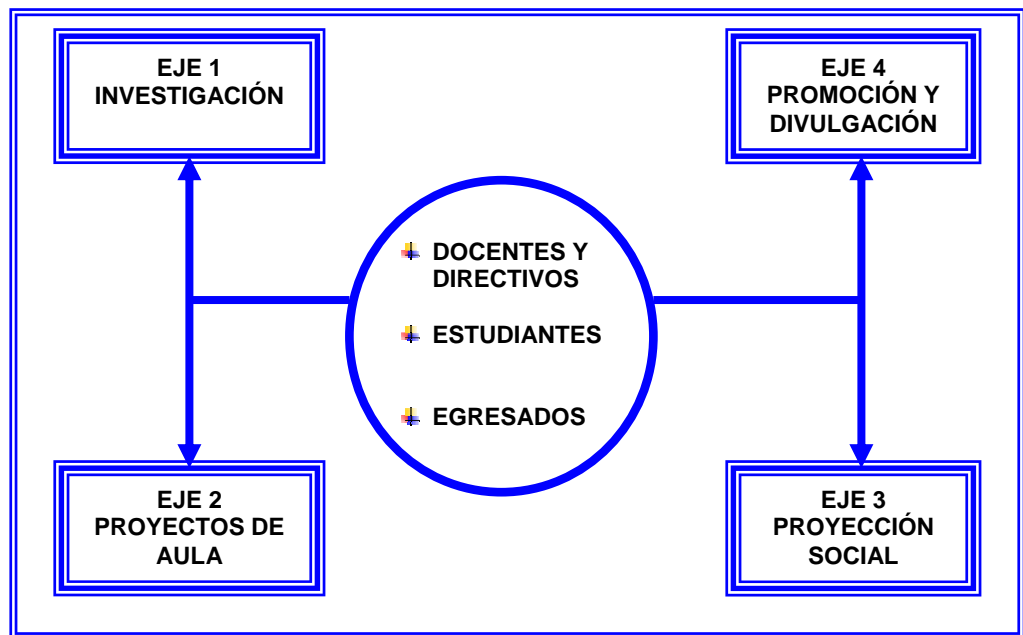 EJE 1
INVESTIGACIÓN
EJE 4
PROMOCIÓN Y
DIVULGACIÓN
DOCENTES Y
DIRECTIVOS
ESTUDIANTES
EGRESADOS
EJE 2
PROYECTOS DE
AULA
EJE 3
PROYECCIÓN
SOCIAL